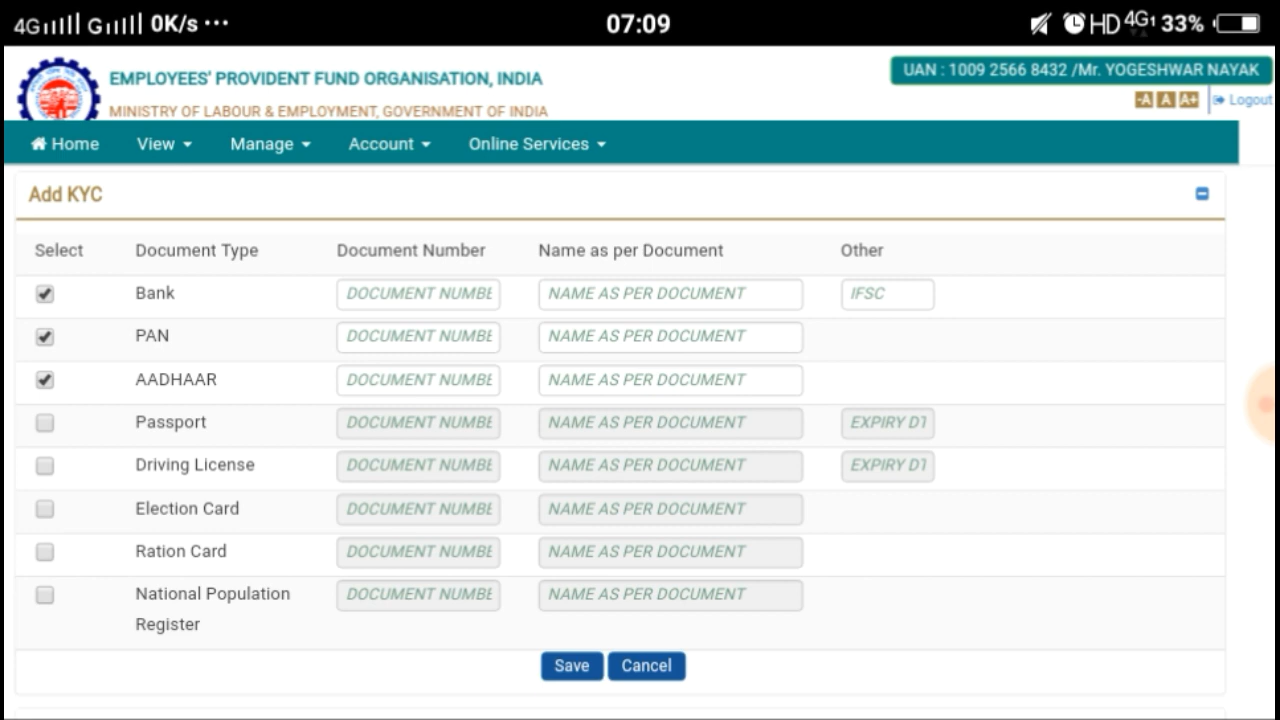 4G G 0K/s ··· 07:09 HD 4G1 33%
EMPLOYEES' PROVIDENT FUND ORGANISATION, INDIA
UAN : 1009 2566 8432 /Mr. YOGESHWAR NAYAK
MINISTRY OF LABOUR & EMPLOYMENT, GOVERNMENT OF INDIA
-A A A+ Logout
Home View Manage Account Online Services
Add KYC
Select Document Type Document Number Name as per Document Other
Bank DOCUMENT NUMBE NAME AS PER DOCUMENT IFSC
PAN DOCUMENT NUMBE NAME AS PER DOCUMENT
AADHAAR DOCUMENT NUMBE NAME AS PER DOCUMENT
Passport DOCUMENT NUMBE NAME AS PER DOCUMENT EXPIRY DT
Driving License DOCUMENT NUMBE NAME AS PER DOCUMENT EXPIRY DT
Election Card DOCUMENT NUMBE NAME AS PER DOCUMENT
Ration Card DOCUMENT NUMBE NAME AS PER DOCUMENT
National Population DOCUMENT NUMBE NAME AS PER DOCUMENT
Register
Save Cancel